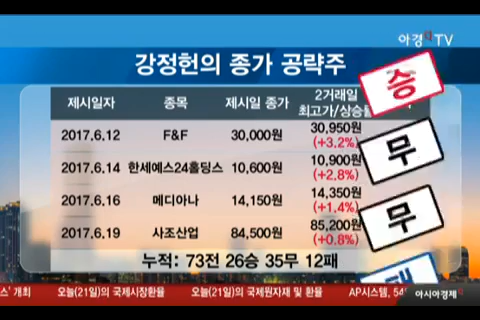 아경TV
강정헌의 종가 공략주
제시일자 종목 제시일 종가 2거래일
최고가/상승률
2017.6.12 F&F 30,000원 30,950원
(+3.2%)
2017.6.14 한세예스24홀딩스 10,600원 10,900원
(+2.8%)
2017.6.16 메디아나 14,150원 14,350원
(+1.4%)
2017.6.19 사조산업 84,500원 85,200원
(+0.8%)
승
무
무
누적: 73전 26승 35무 12패
스' 개최 오늘(21일)의 국제시장환율 오늘(21일)의 국제원자재 및 환율 AP시스템, 54
아시아경제